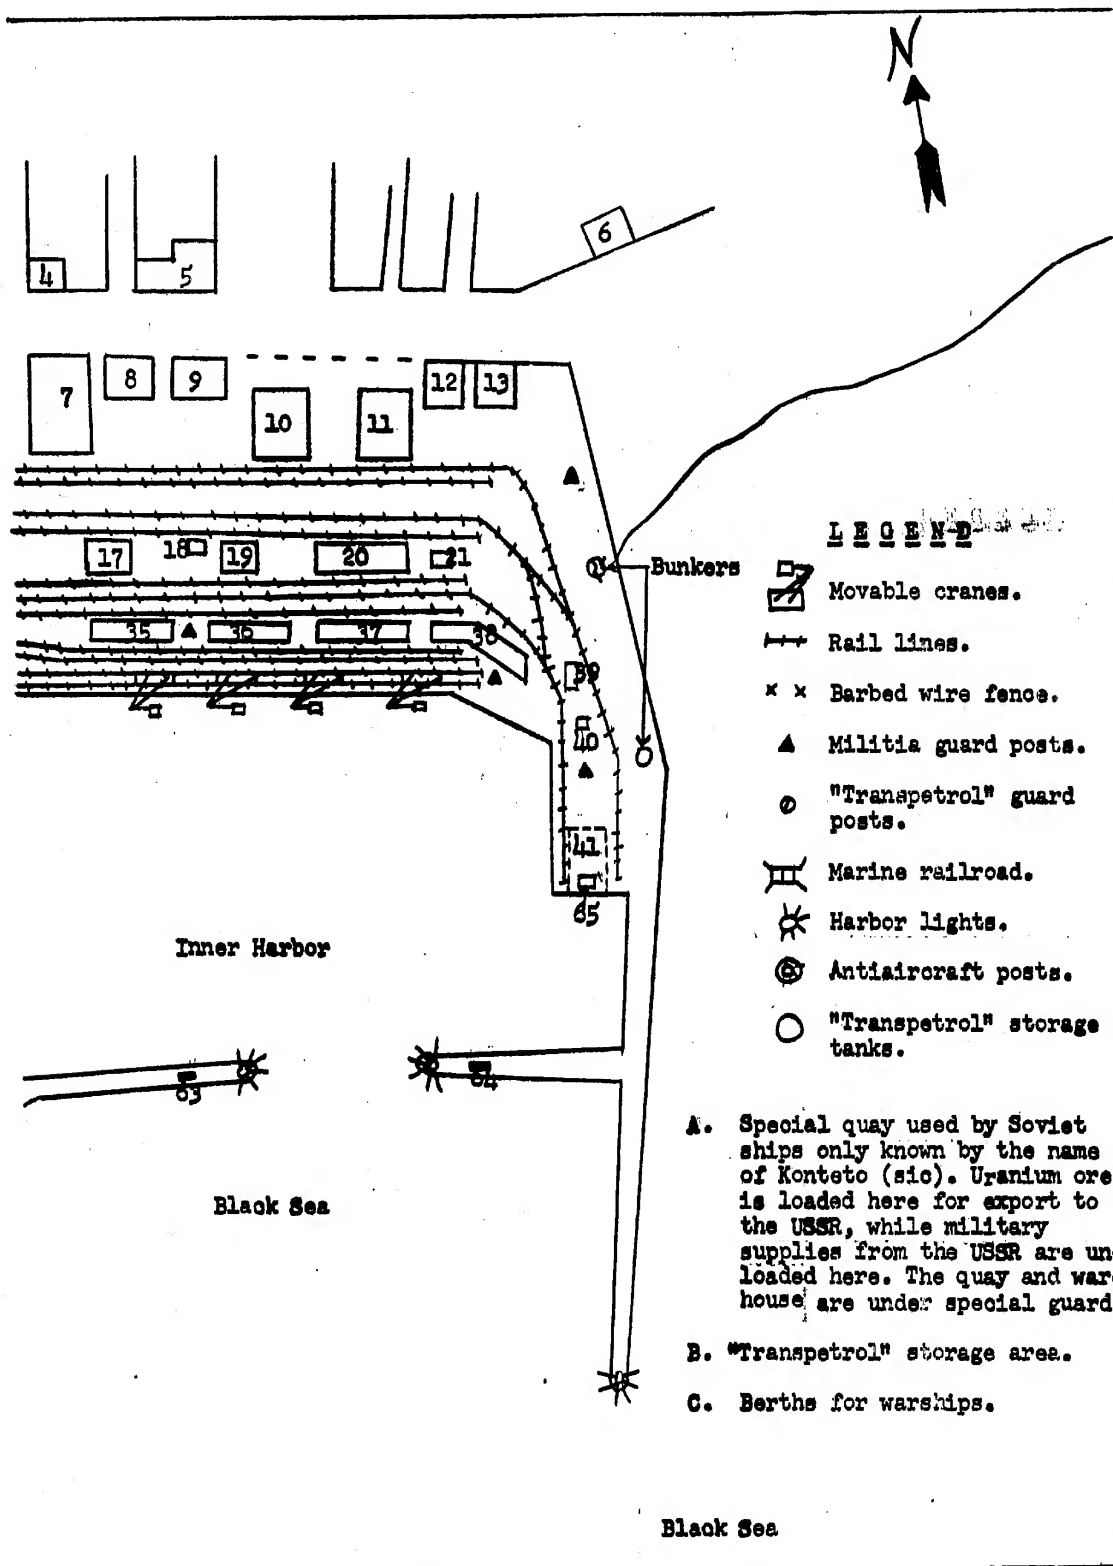 N
4
5
6
7
8
9
10
11
12
13
17
18
19
20
21
Bunkers
35
36
37
38
39
40
41
65
Inner Harbor
63
64
Black Sea
LEGEND
Movable cranes.
Rail lines.
Barbed wire fence.
Militia guard posts.
"Transpetrol" guard
posts.
Marine railroad.
Harbor lights.
Antiaircraft posts.
"Transpetrol" storage
tanks.
A. Special quay used by Soviet
ships only known by the name
of Konteto (sic). Uranium ore
is loaded here for export to
the USSR, while military
supplies from the USSR are un
loaded here. The quay and war
house are under special guard
B. "Transpetrol" storage area.
C. Berths for warships.
Black Sea